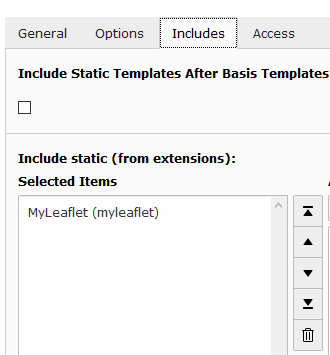 General Options Includes Access
Include Static Templates After Basis Templates
Include static (from extensions):
Selected Items
MyLeaflet (myleaflet)